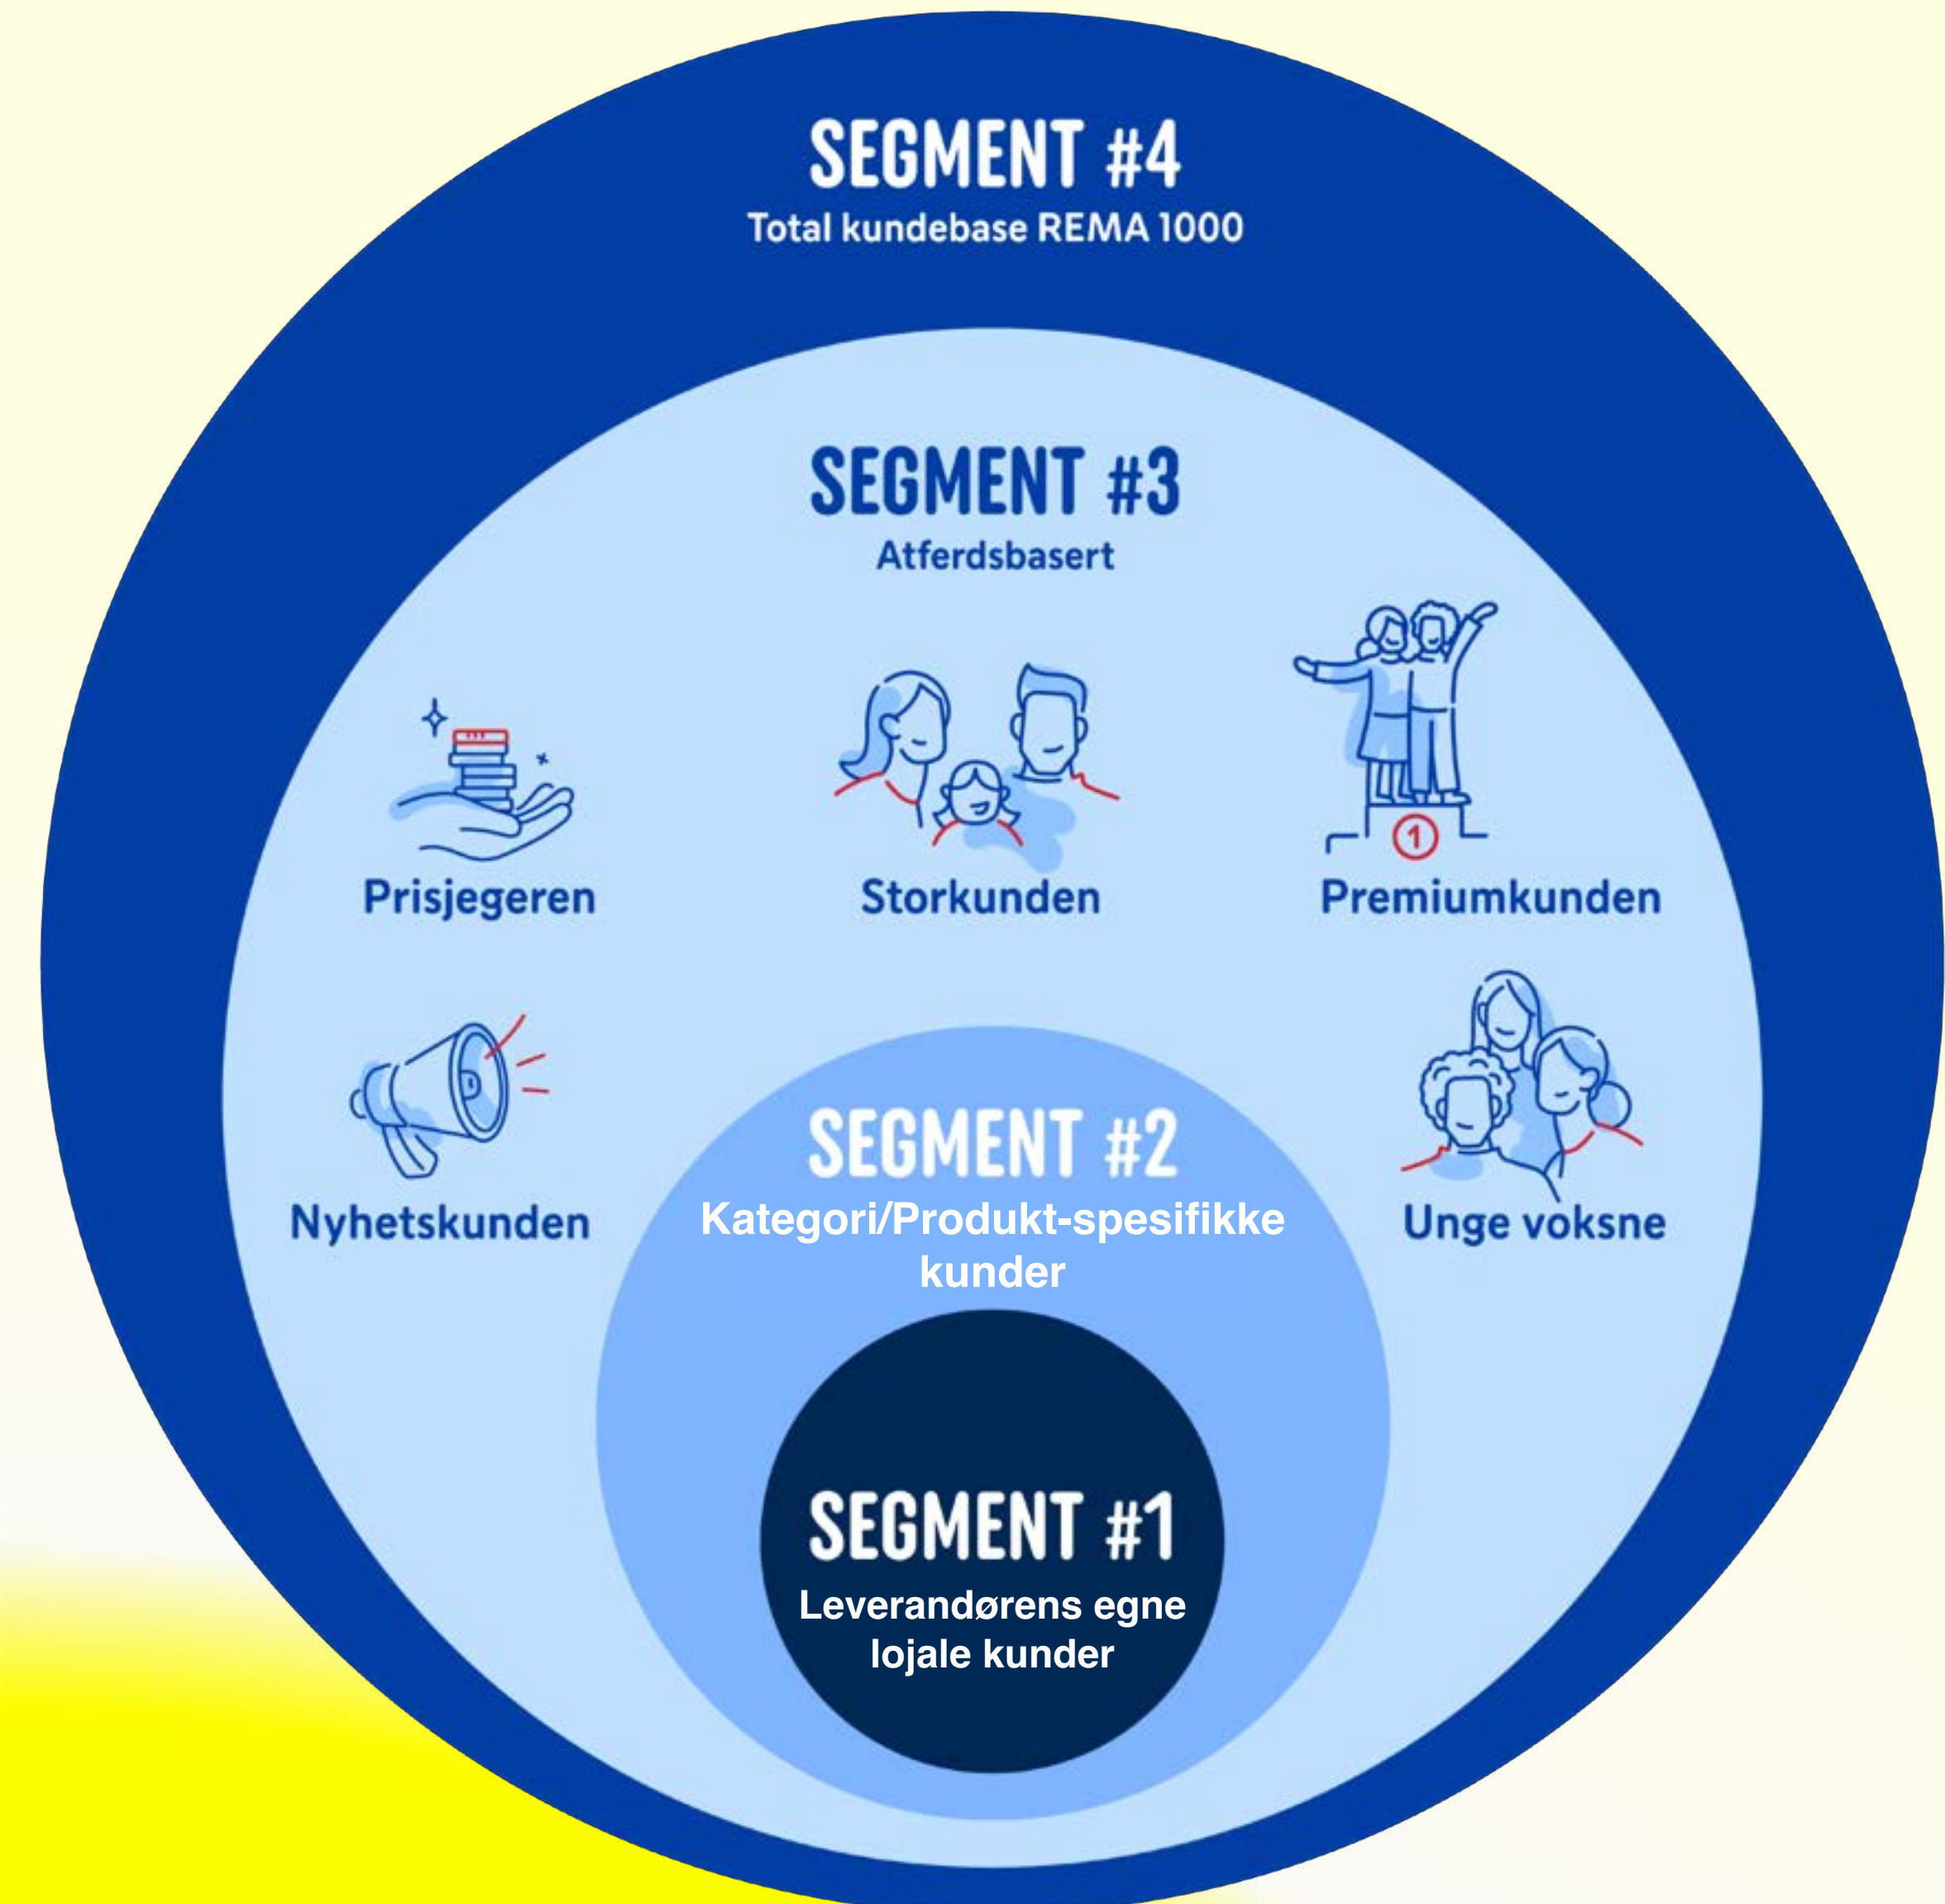 SEGMENT #4
Total kundebase REMA 1000
SEGMENT #3
Atferdsbasert
Prisjegeren
Storkunden
1
Premiumkunden
Nyhetskunden
Unge voksne
SEGMENT #2
Kategori/Produkt-spesifikke
kunder
SEGMENT #1
Leverandørens egne
lojale kunder